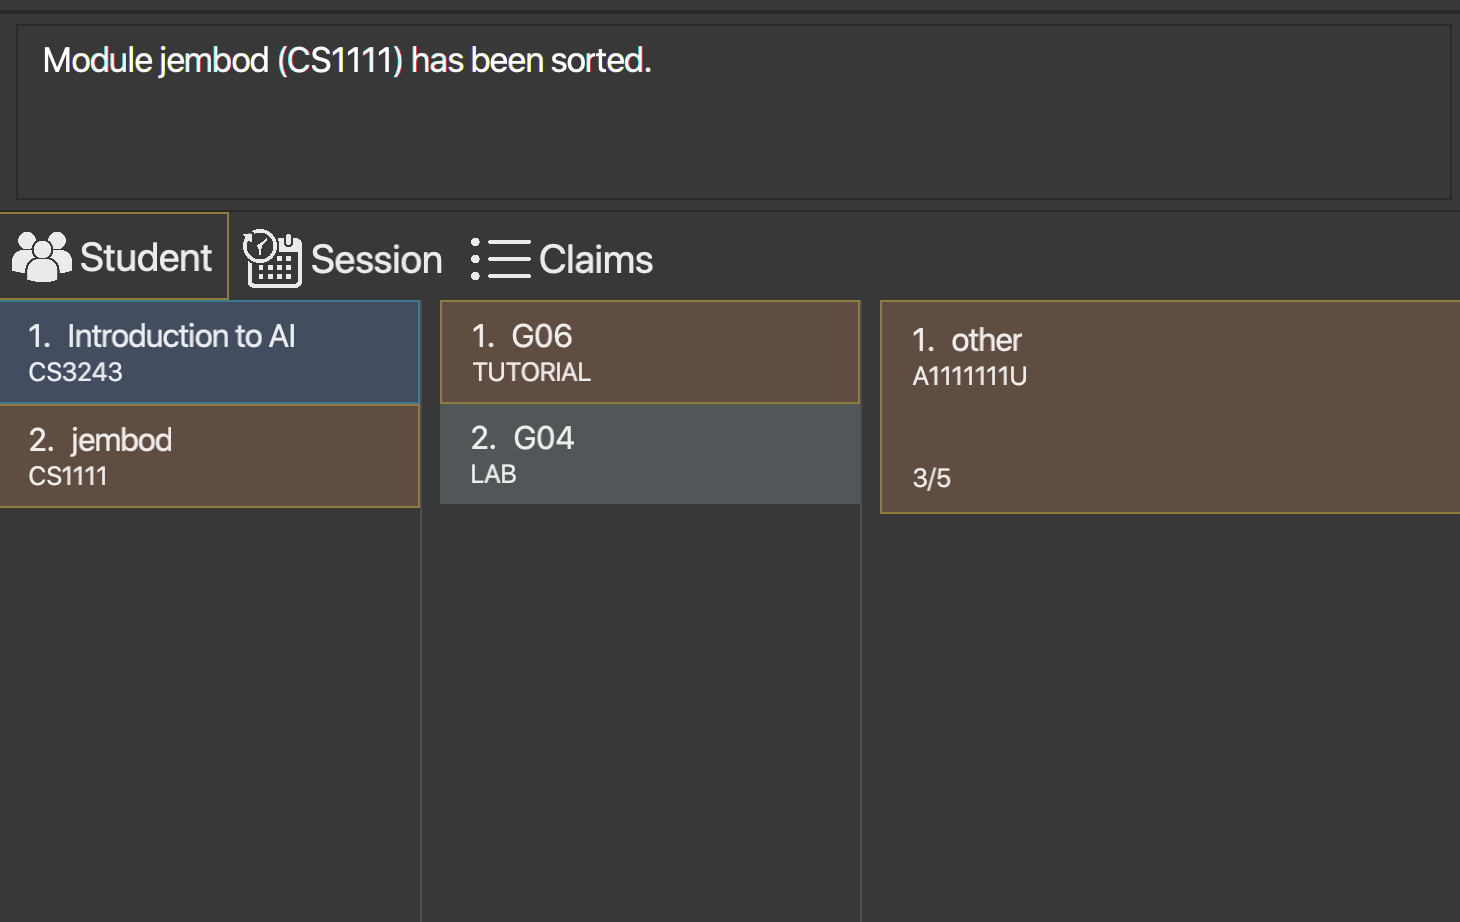 Module jembod (CS1111) has been sorted.
Student Session Claims
1. Introduction to AI
CS3243
2. jembod
CS1111
1. G06
TUTORIAL
2. G04
LAB
1. other
A1111111U
3/5